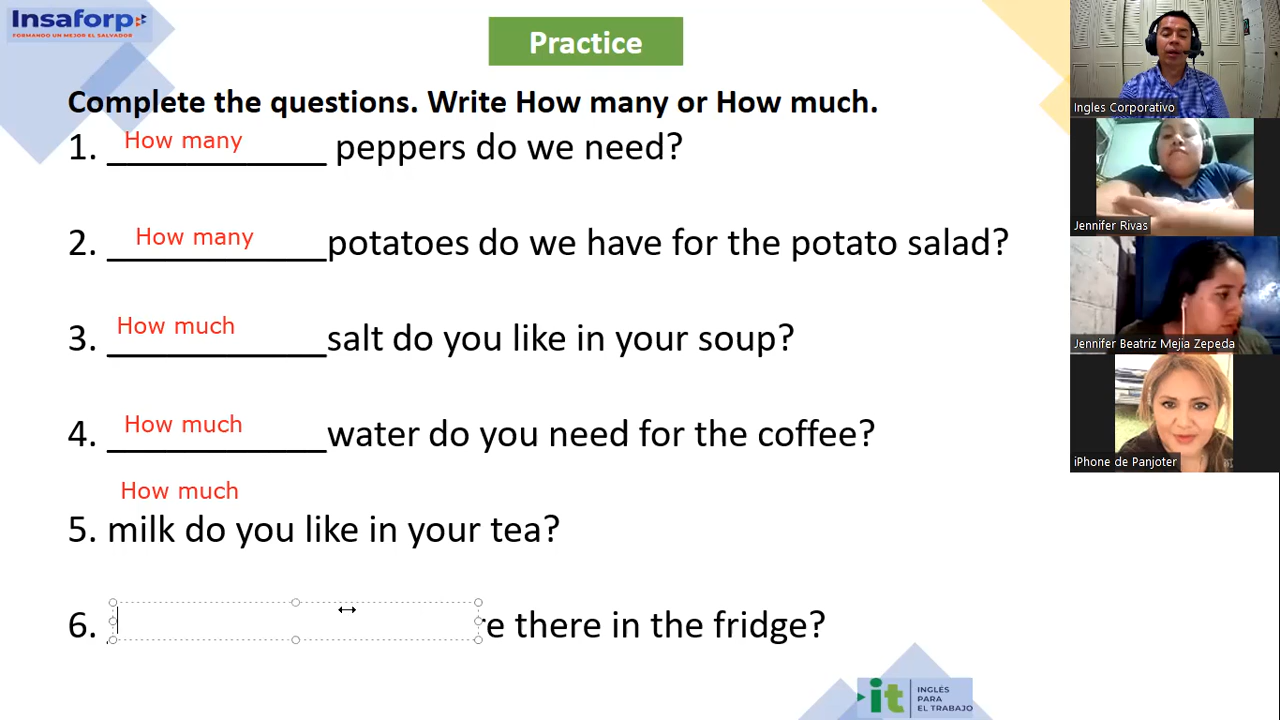 Insaforp
FORMANDO UN MEJOR EL SALVADOR
Practice
Complete the questions. Write How many or How much.
1. How many peppers do we need?
2. How many potatoes do we have for the potato salad?
3. How much salt do you like in your soup?
4. How much water do you need for the coffee?
How much
5. milk do you like in your tea?
6. re there in the fridge?
it INGLÉS
PARA
EL TRABAJO
Ingles Corporativo
Jennifer Rivas
Jennifer Beatriz Mejía Zepeda
iPhone de Panjoter